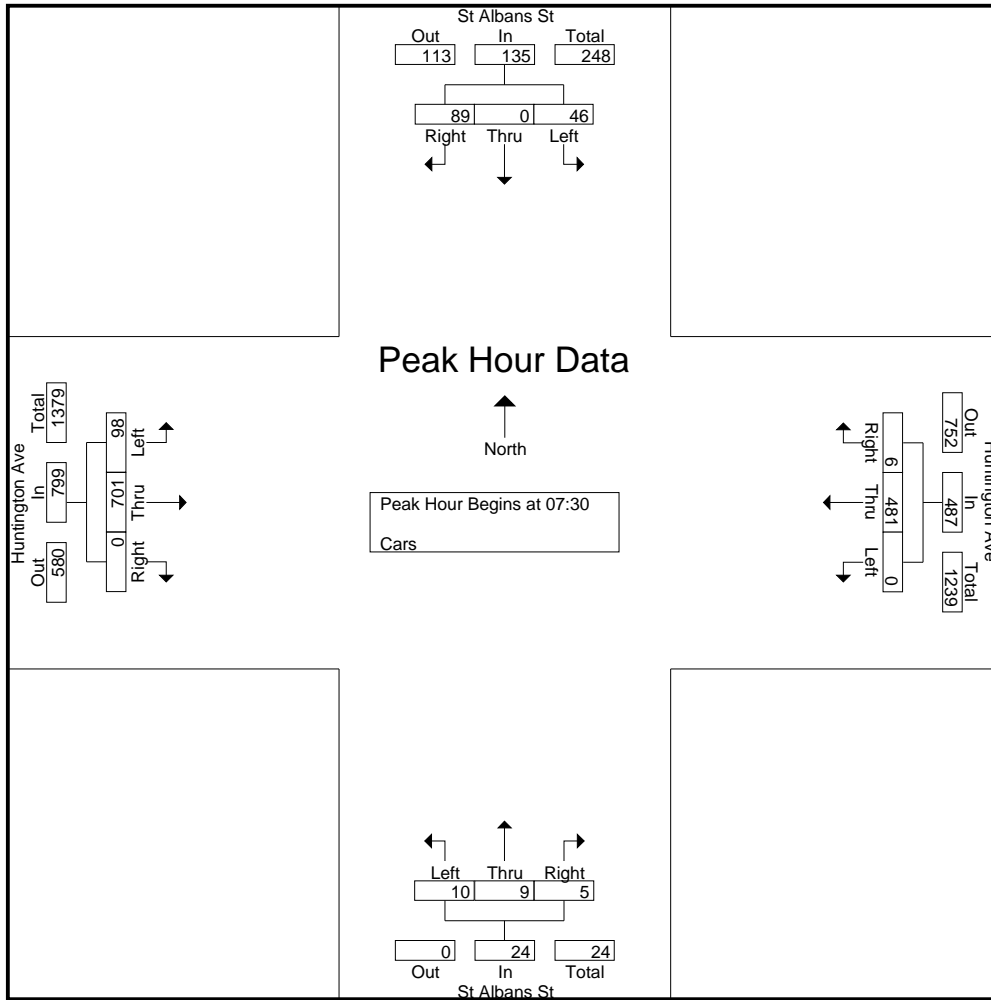 St Albans St
Out In Total
113 135 248
89 0 46
Right Thru Left
Peak Hour Data
North
Peak Hour Begins at 07:30
Cars
Huntington Ave
Total In Out
1379 799 580
98 701 0
Left Thru Right
Right Thru Left
6 481 0
Out In Total
752 487 1239
Huntington Ave
Left Thru Right
10 9 5
0 24 24
Out In Total
St Albans St